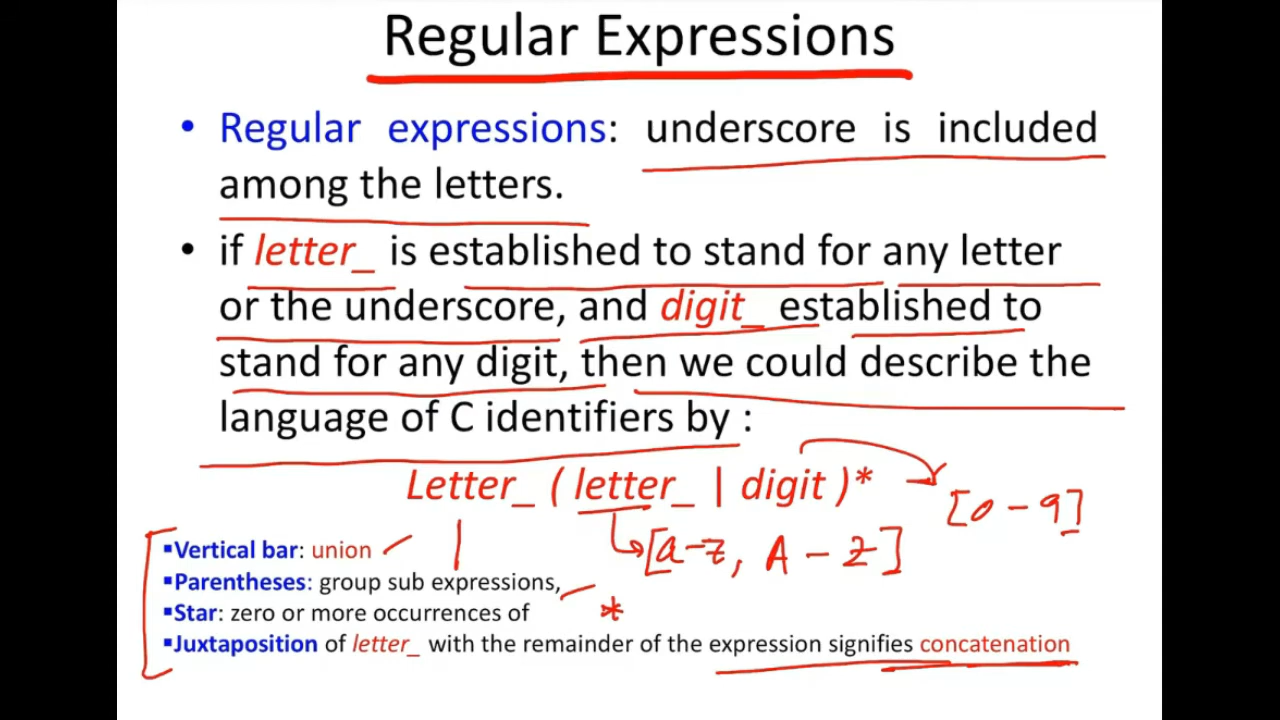 Regular Expressions
• Regular expressions: underscore is included
among the letters.
• if letter_ is established to stand for any letter
or the underscore, and digit_ established to
stand for any digit, then we could describe the
language of C identifiers by :
Letter_ ( letter_ | digit )*
[0 - 9]
[a-z, A - Z]
▪Vertical bar: union |
▪Parentheses: group sub expressions,
▪Star: zero or more occurrences of *
▪Juxtaposition of letter_ with the remainder of the expression signifies concatenation